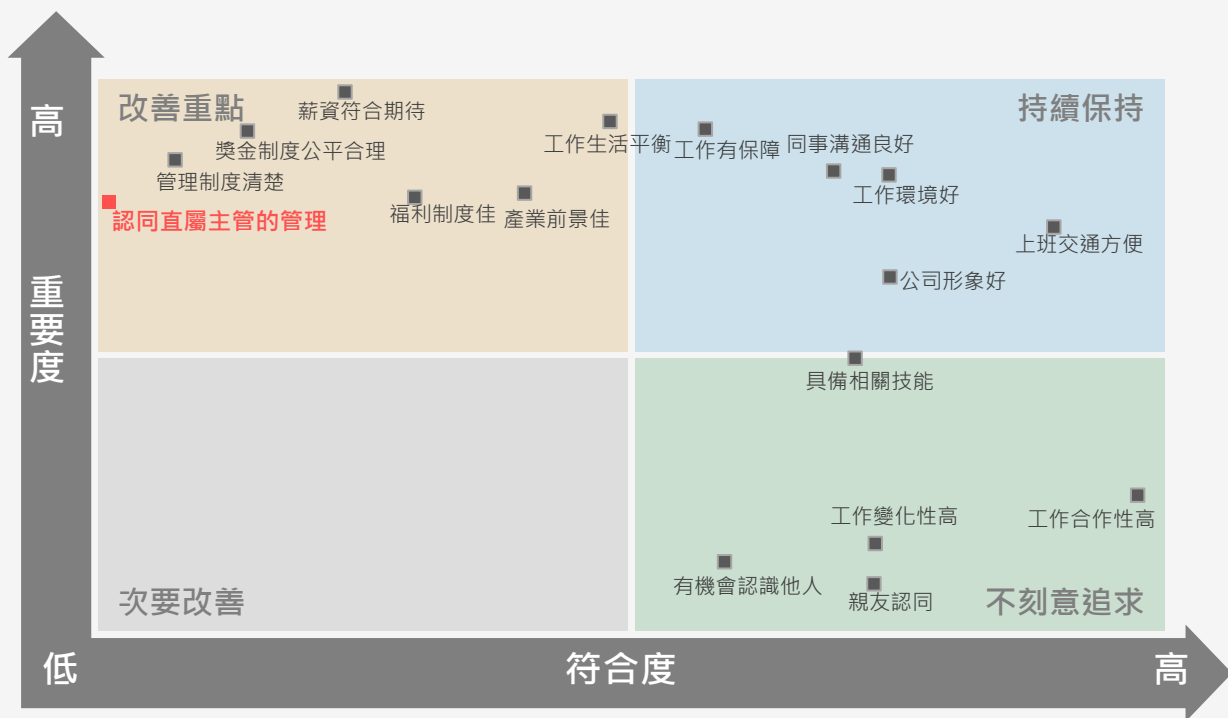 高
重要度
低
符合度
高
改善重點
薪資符合期待
獎金制度公平合理
管理制度清楚
認同直屬主管的管理
福利制度佳
產業前景佳
工作生活平衡
持續保持
工作有保障
同事溝通良好
工作環境好
上班交通方便
公司形象好
次要改善
具備相關技能
工作變化性高
工作合作性高
有機會認識他人
親友認同
不刻意追求